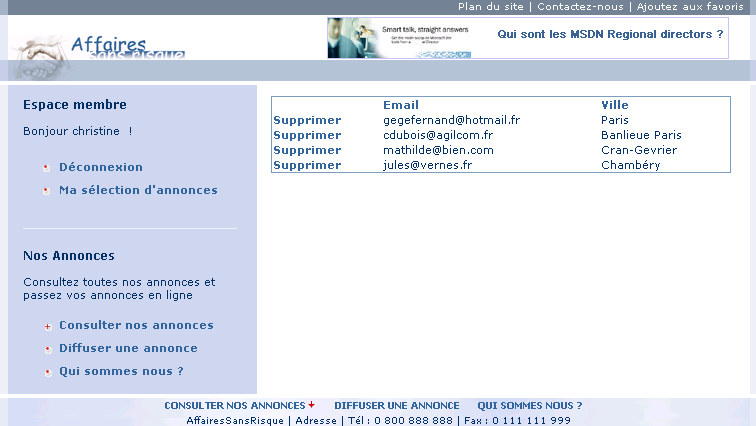 Plan du site | Contactez-nous | Ajoutez aux favoris
Affaires
sans risque
Smart talk, straight answers
Qui sont les MSDN Regional directors ?
Espace membre
Bonjour christine !
Déconnexion
Ma sélection d'annonces
Nos Annonces
Consultez toutes nos annonces et
passez vos annonces en ligne
Consulter nos annonces
Diffuser une annonce
Qui sommes nous ?
Email Ville
Supprimer gegefernand@hotmail.fr Paris
Supprimer cdubois@agilcom.fr Banlieue Paris
Supprimer mathilde@bien.com Cran-Gevrier
Supprimer jules@vernes.fr Chambéry
CONSULTER NOS ANNONCES DIFFUSER UNE ANNONCE QUI SOMMES NOUS ?
AffairesSansRisque | Adresse | Tél : 0 800 888 888 | Fax : 0 111 111 999